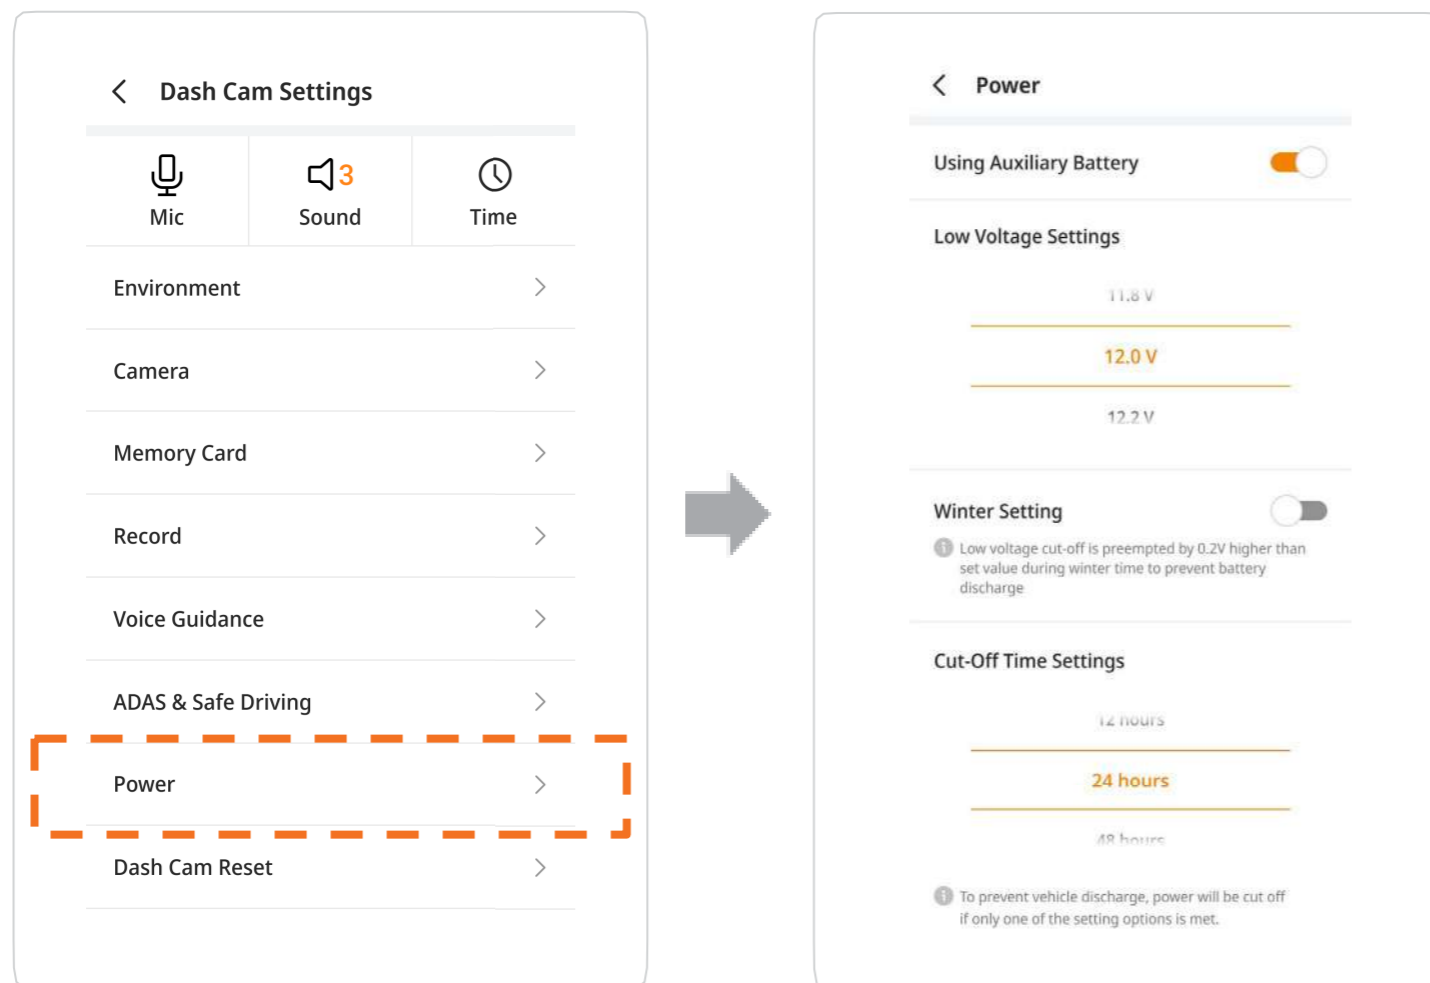 Dash Cam Settings
3
Mic
Sound
Time
Environment
Camera
Memory Card
Record
Voice Guidance
ADAS & Safe Driving
Power
Dash Cam Reset
Power
Using Auxiliary Battery
Low Voltage Settings
11.8 V
12.0 V
12.2 V
Winter Setting
Low voltage cut-off is preempted by 0.2V higher than
set value during winter time to prevent battery
discharge
Cut-Off Time Settings
12 hours
24 hours
48 hours
To prevent vehicle discharge, power will be cut off
if only one of the setting options is met.